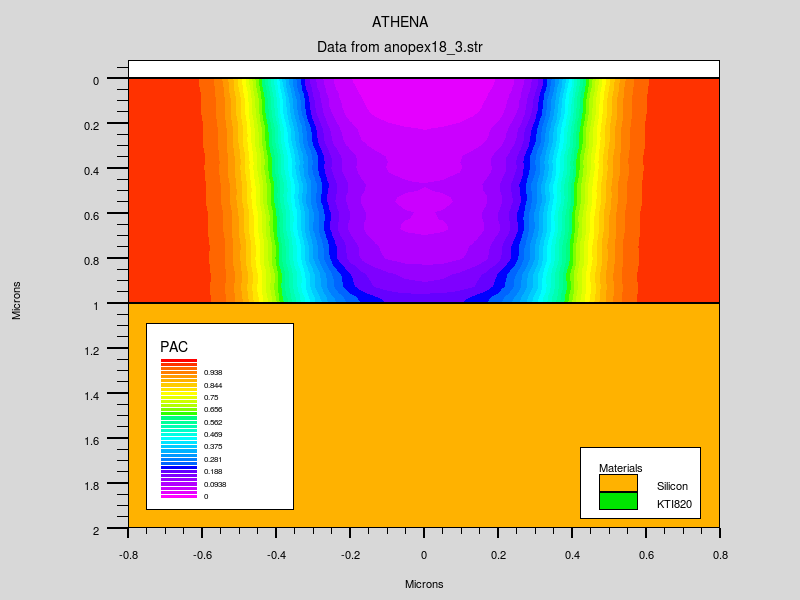 ATHENA
Data from anopex18_3.str
Microns
0
0.2
0.4
0.6
0.8
1
1.2
1.4
1.6
1.8
2
PAC
0.938
0.844
0.75
0.656
0.562
0.469
0.375
0.281
0.188
0.0938
0
Materials
Silicon
KTI820
-0.8 -0.6 -0.4 -0.2 0 0.2 0.4 0.6 0.8
Microns